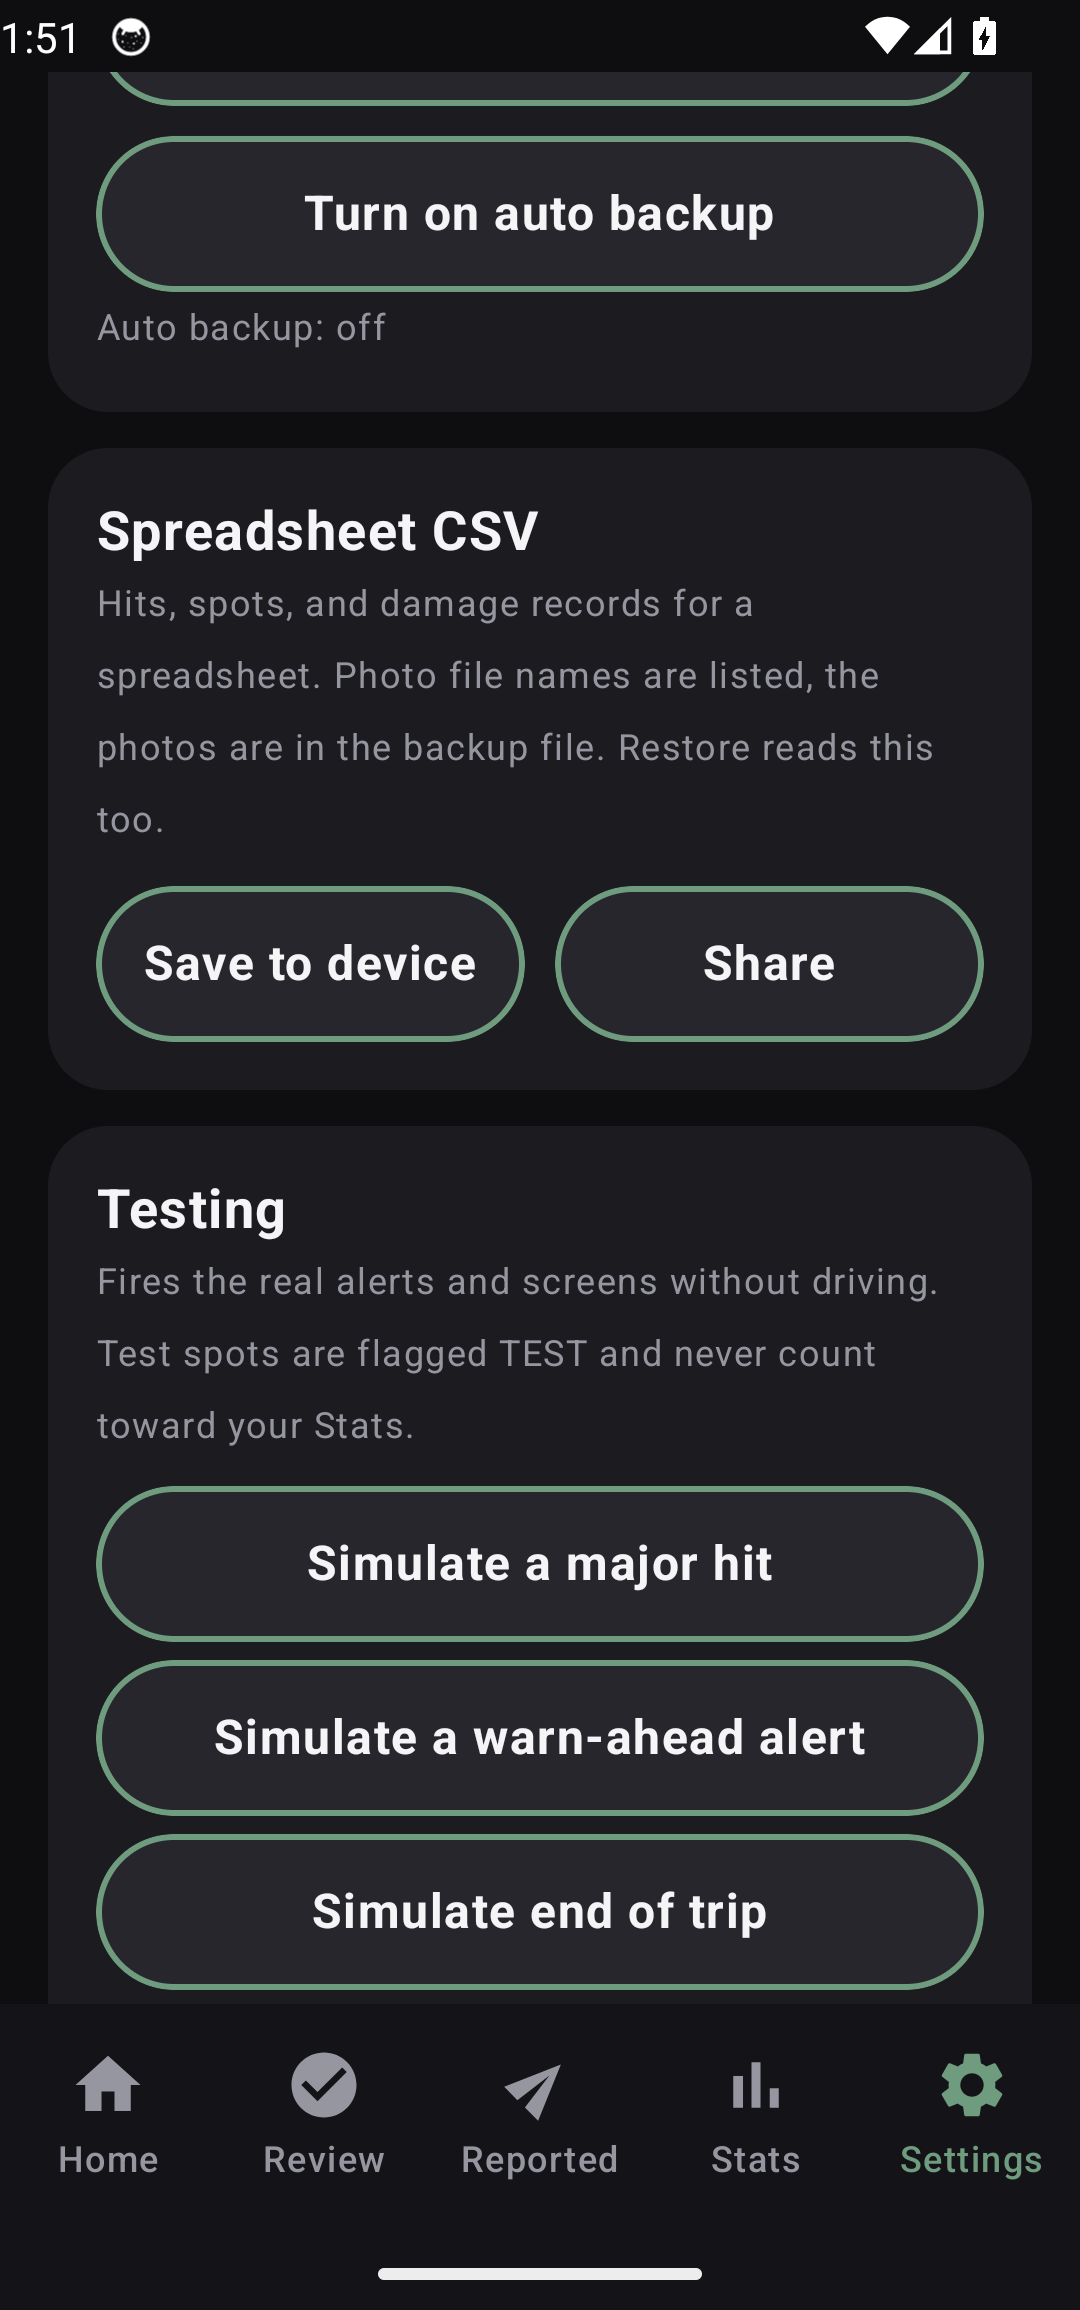 1:51
Turn on auto backup
Auto backup: off
Spreadsheet CSV
Hits, spots, and damage records for a
spreadsheet. Photo file names are listed, the
photos are in the backup file. Restore reads this
too.
Save to device
Share
Testing
Fires the real alerts and screens without driving.
Test spots are flagged TEST and never count
toward your Stats.
Simulate a major hit
Simulate a warn-ahead alert
Simulate end of trip
Home
Review
Reported
Stats
Settings